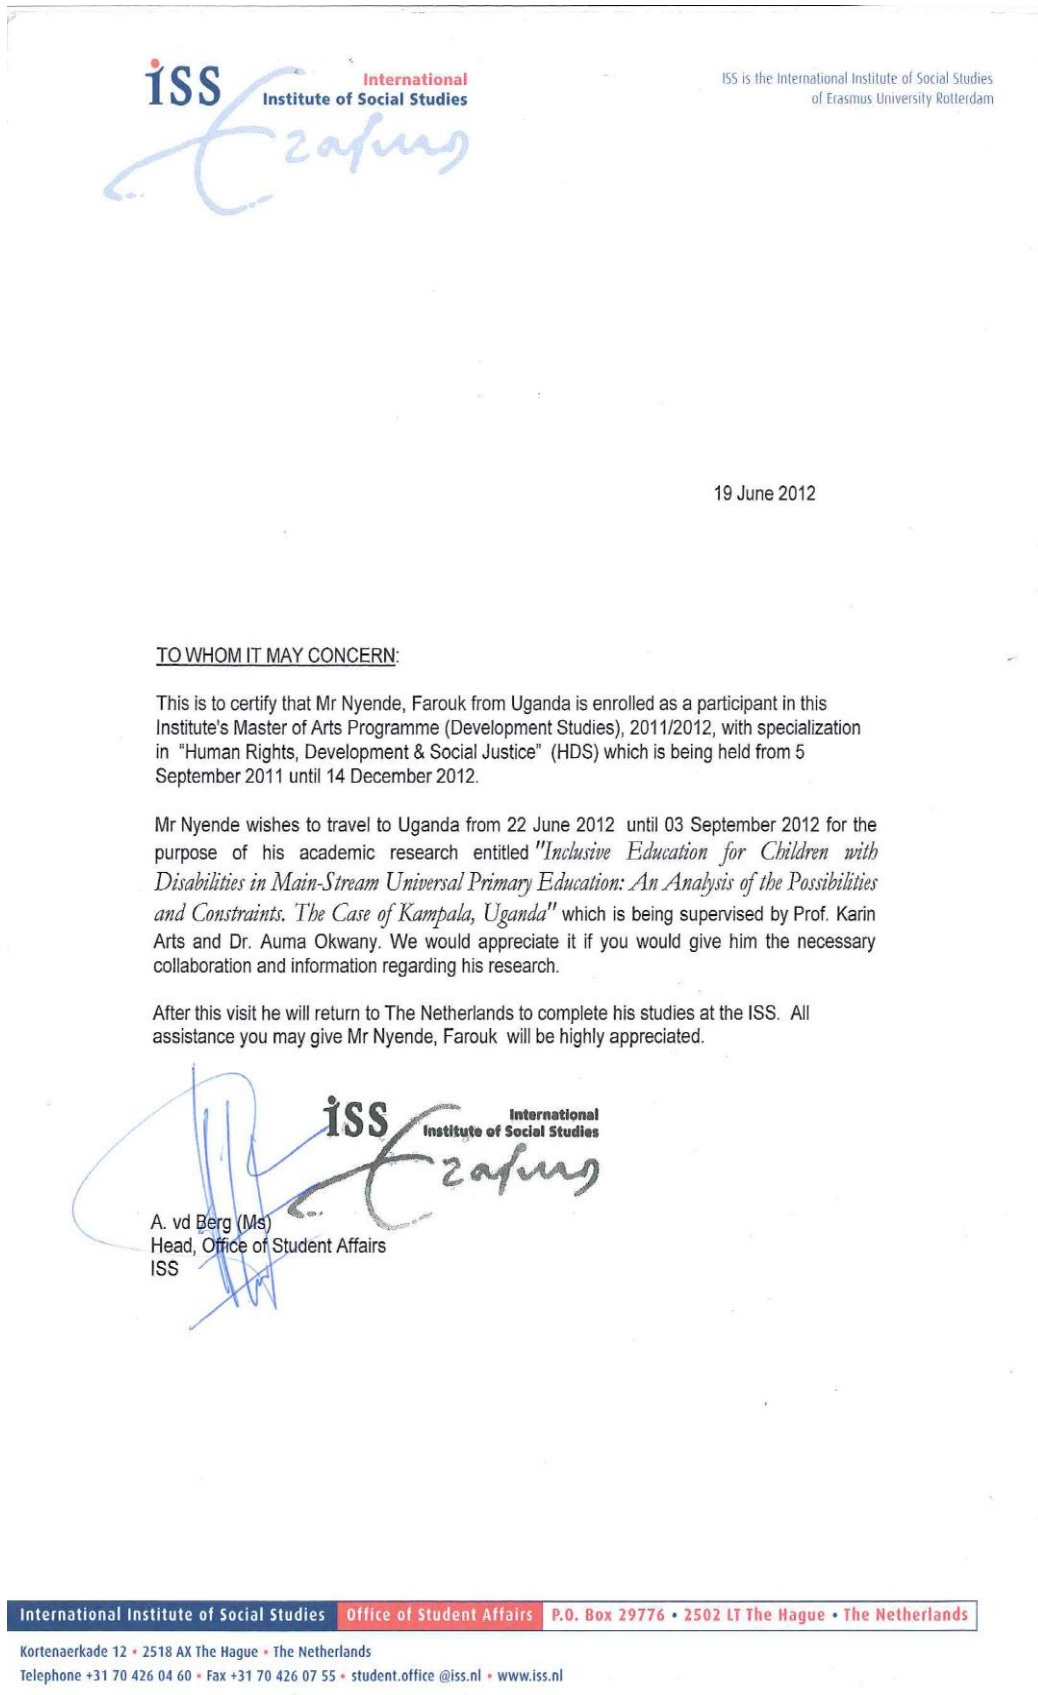 ISS International
Institute of Social Studies
Erasmus
ISS is the International Institute of Social Studies
of Erasmus University Rotterdam
19 June 2012
TO WHOM IT MAY CONCERN:
This is to certify that Mr Nyende, Farouk from Uganda is enrolled as a participant in this
Institute's Master of Arts Programme (Development Studies), 2011/2012, with specialization
in "Human Rights, Development & Social Justice" (HDS) which is being held from 5
September 2011 until 14 December 2012.
Mr Nyende wishes to travel to Uganda from 22 June 2012 until 03 September 2012 for the
purpose of his academic research entitled "Inclusive Education for Children with
Disabilities in Main-Stream Universal Primary Education: An Analysis of the Possibilities
and Constraints. The Case of Kampala, Uganda" which is being supervised by Prof. Karin
Arts and Dr. Auma Okwany. We would appreciate it if you would give him the necessary
collaboration and information regarding his research.
After this visit he will return to The Netherlands to complete his studies at the ISS. All
assistance you may give Mr Nyende, Farouk will be highly appreciated.
ISS International
Institute of Social Studies
Erasmus
A. vd Berg (Ms)
Head, Office of Student Affairs
ISS
International Institute of Social Studies Office of Student Affairs P.O. Box 29776 • 2502 LT The Hague • The Netherlands
Kortenaerkade 12 • 2518 AX The Hague • The Netherlands
Telephone +31 70 426 04 60 • Fax +31 70 426 07 55 • student.office @iss.nl • www.iss.nl